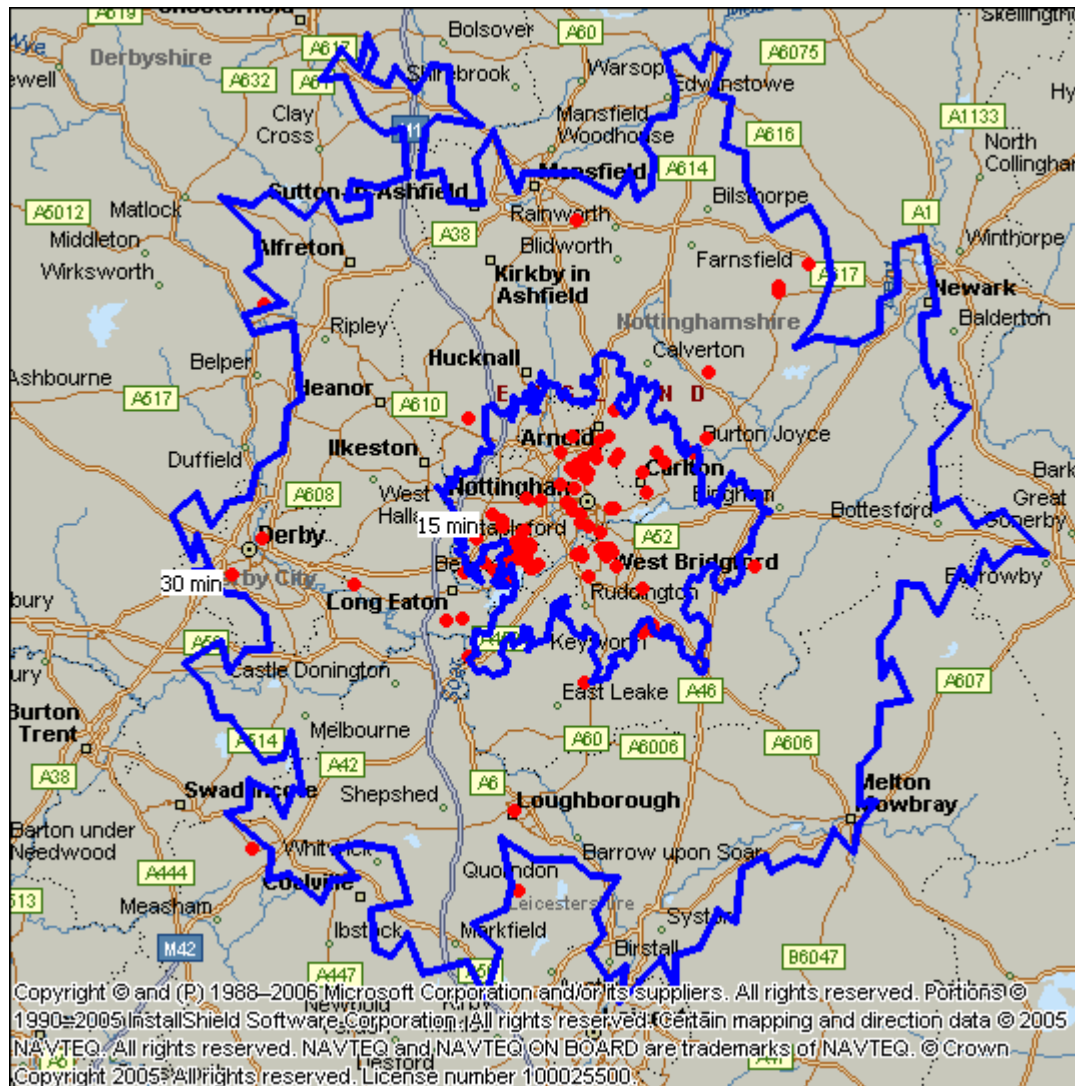 A619
A617
Bolsover
A60
A6075
Derbyshire
A632
A61
Shirebrook
Warsop
Edwinstowe
Clay
Cross
Mansfield
Woodhouse
A616
A1133
North
Collingham
Mansfield
A614
Sutton-in-Ashfield
Matlock
A5012
Rainworth
Bilsthorpe
A1
Middleton
Alfreton
A38
Blidworth
Winthorpe
Wirksworth
Kirkby in
Ashfield
Farnsfield
A617
Newark
Nottinghamshire
Balderton
Ripley
Belper
Hucknall
Calverton
Ashbourne
A517
Heanor
A610
E N G L A N D
Arnold
Burton Joyce
Duffield
Ilkeston
Carlton
A608
West
Nottingham
Bingham
15 min
Stapleford
Bottesford
Great
Gonerby
Derby
A52
West Bridgford
Barrowby
30 min
Derby City
Long Eaton
Ruddington
Keyworth
Castle Donington
East Leake
A46
A607
Burton
Trent
A514
Melbourne
A60
A6006
A606
A38
A42
A6
Swadlincote
Shepshed
Loughborough
Melton
Mowbray
Barton under
Needwood
Whitwick
Barrow upon Soar
A444
Coalville
Quorndon
Leicestershire
Measham
Ibstock
Markfield
Syston
M42
Birstall
A447
B6047
Copyright © and (P) 1988–2006 Microsoft Corporation and/or its suppliers. All rights reserved. Portions ©
1990–2005 InstallShield Software Corporation. All rights reserved. Certain mapping and direction data © 2005
NAVTEQ. All rights reserved. NAVTEQ and NAVTEQ ON BOARD are trademarks of NAVTEQ. © Crown
Copyright 2005. All rights reserved. License number 100025500.